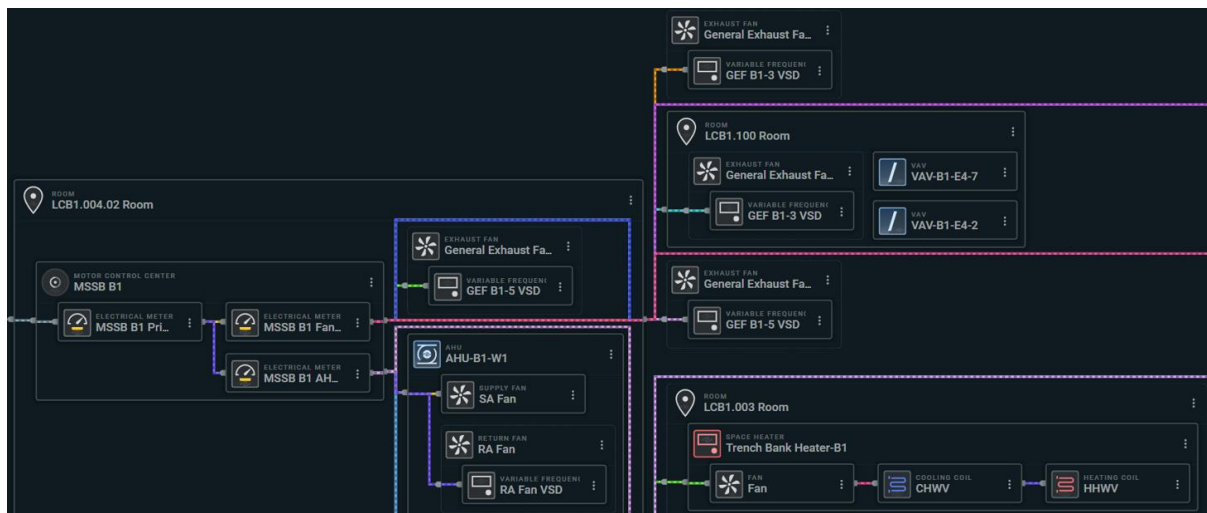 EXHAUST FAN
General Exhaust Fa...
VARIABLE FREQUENC
GEF B1-3 VSD
ROOM
LCB1.100 Room
EXHAUST FAN
General Exhaust Fa...
VARIABLE FREQUENC
GEF B1-3 VSD
VAV
VAV-B1-E4-7
VAV
VAV-B1-E4-2
ROOM
LCB1.004.02 Room
EXHAUST FAN
General Exhaust Fa...
VARIABLE FREQUENC
GEF B1-5 VSD
MOTOR CONTROL CENTER
MSSB B1
ELECTRICAL METER
MSSB B1 Pri...
ELECTRICAL METER
MSSB B1 Fan...
ELECTRICAL METER
MSSB B1 AH...
EXHAUST FAN
General Exhaust Fa...
VARIABLE FREQUENC
GEF B1-5 VSD
AHU
AHU-B1-W1
SUPPLY FAN
SA Fan
RETURN FAN
RA Fan
VARIABLE FREQUENC
RA Fan VSD
ROOM
LCB1.003 Room
SPACE HEATER
Trench Bank Heater-B1
FAN
Fan
COOLING COIL
CHWV
HEATING COIL
HHWV